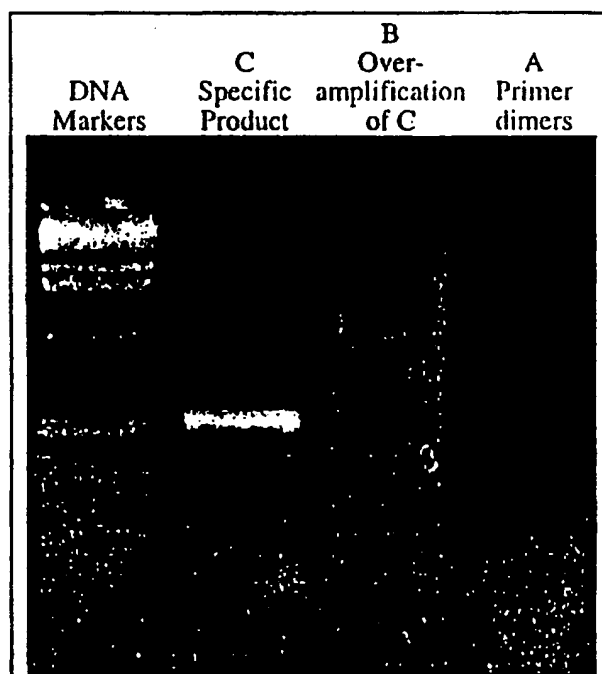 DNA
Markers
C
Specific
Product
B
Over-
amplification
of C
A
Primer
dimers